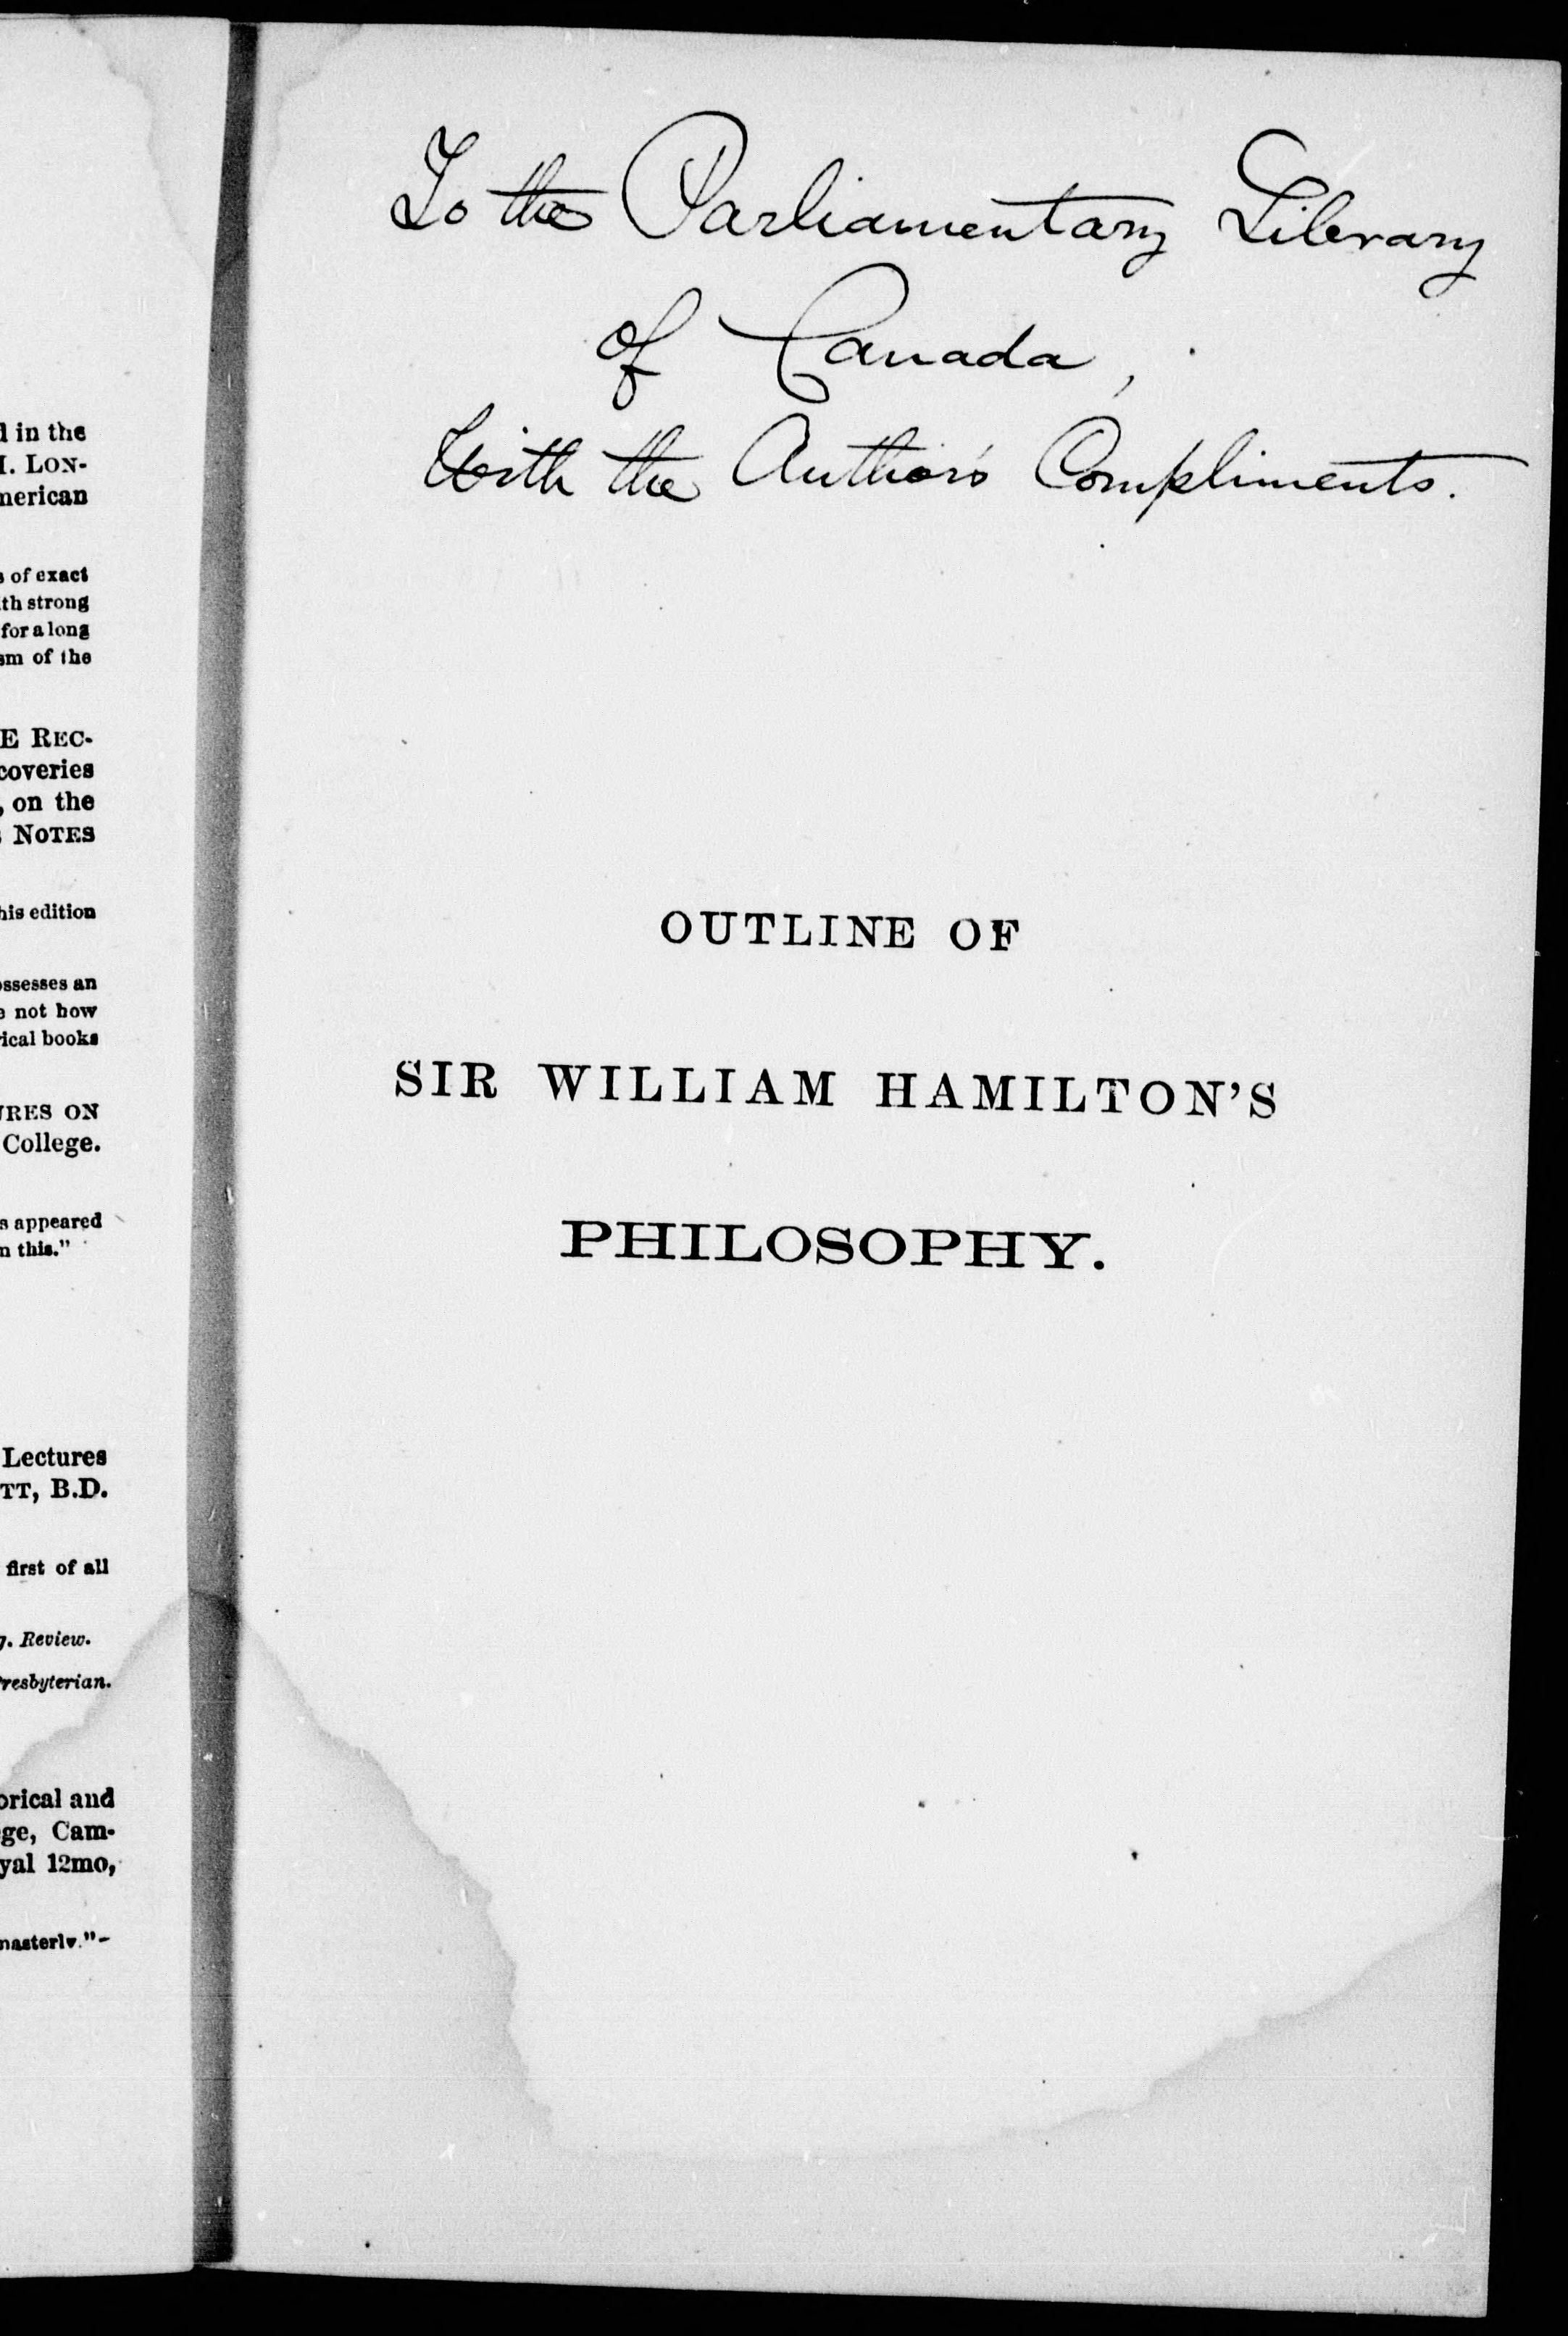 in the
LON-
merican
of exact
th strong
for a long
sm of the
E REC-
coveries
, on the
NOTES
his edition
ossesses an
not how
rical books
URES ON
College.
s appeared
n this."
Lectures
TT, B.D.
first of all
Review.
Presbyterian.
orical and
ge, Cam-
yal 12mo,
masterly."-
To the Parliamentary Library
of Canada,
With the Author's Compliments.
OUTLINE OF
SIR WILLIAM HAMILTON'S
PHILOSOPHY.